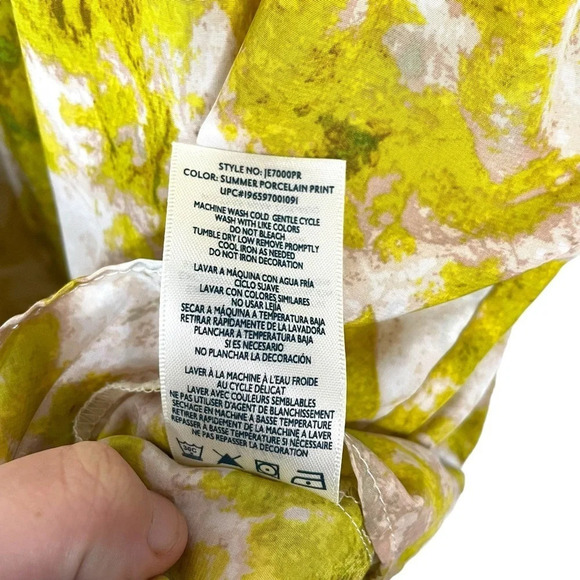 STYLE NO: JE7000PR
COLOR: SUMMER PORCELAIN PRINT
UPC#196597001091
MACHINE WASH COLD GENTLE CYCLE
WASH WITH LIKE COLORS
DO NOT BLEACH
TUMBLE DRY LOW REMOVE PROMPTLY
COOL IRON AS NEEDED
DO NOT IRON DECORATION
LAVAR A MÁQUINA CON AGUA FRÍA
CICLO SUAVE
LAVAR CON COLORES SIMILARES
NO USAR LEJÍA
SECAR A MÁQUINA A TEMPERATURA BAJA
RETIRAR RÁPIDAMENTE DE LA LAVADORA
PLANCHAR A TEMPERATURA BAJA
SI ES NECESARIO
NO PLANCHAR LA DECORACIÓN
LAVER À LA MACHINE À L'EAU FROIDE
AU CYCLE DÉLICAT
LAVER AVEC COULEURS SEMBLABLES
NE PAS UTILISER D'AGENT DE BLANCHISSEMENT
SECHAGE EN MACHINE A BASSE TEMPERATURE
RETIRER RAPIDEMENT DE LA MACHINE A LAVER
REPASSER À BASSE TEMPÉRATURE SI NÉCESSAIRE
NE PAS REPASSER LA DÉCORATION
30C